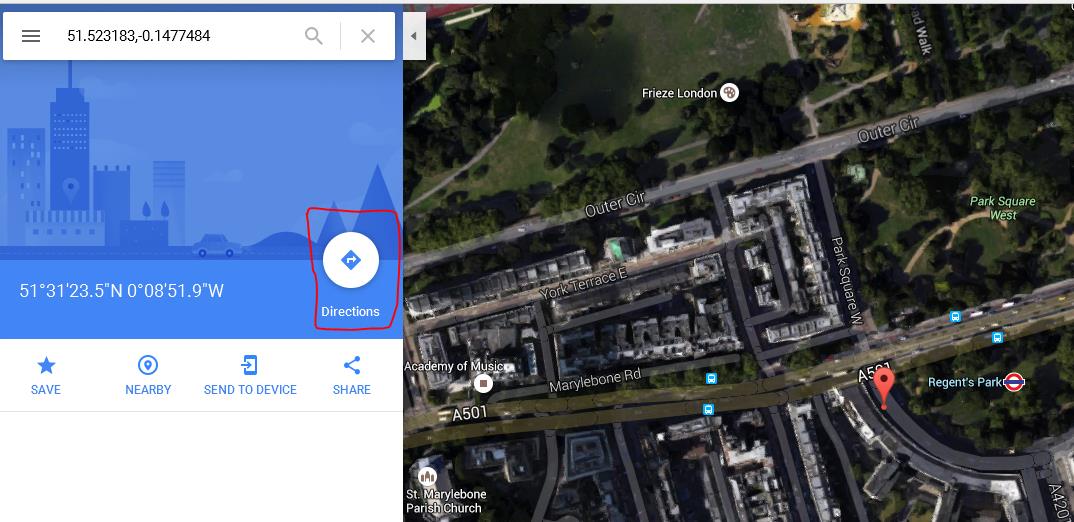 51.523183,-0.1477484
51°31'23.5"N 0°08'51.9"W
Directions
SAVE
NEARBY
SEND TO DEVICE
SHARE
Frieze London
Outer Cir
Outer Cir
Park Square
West
York Terrace E
Park Square W
Academy of Music
Marylebone Rd
A501
Regent's Park
A501
St. Marylebone
Parish Church